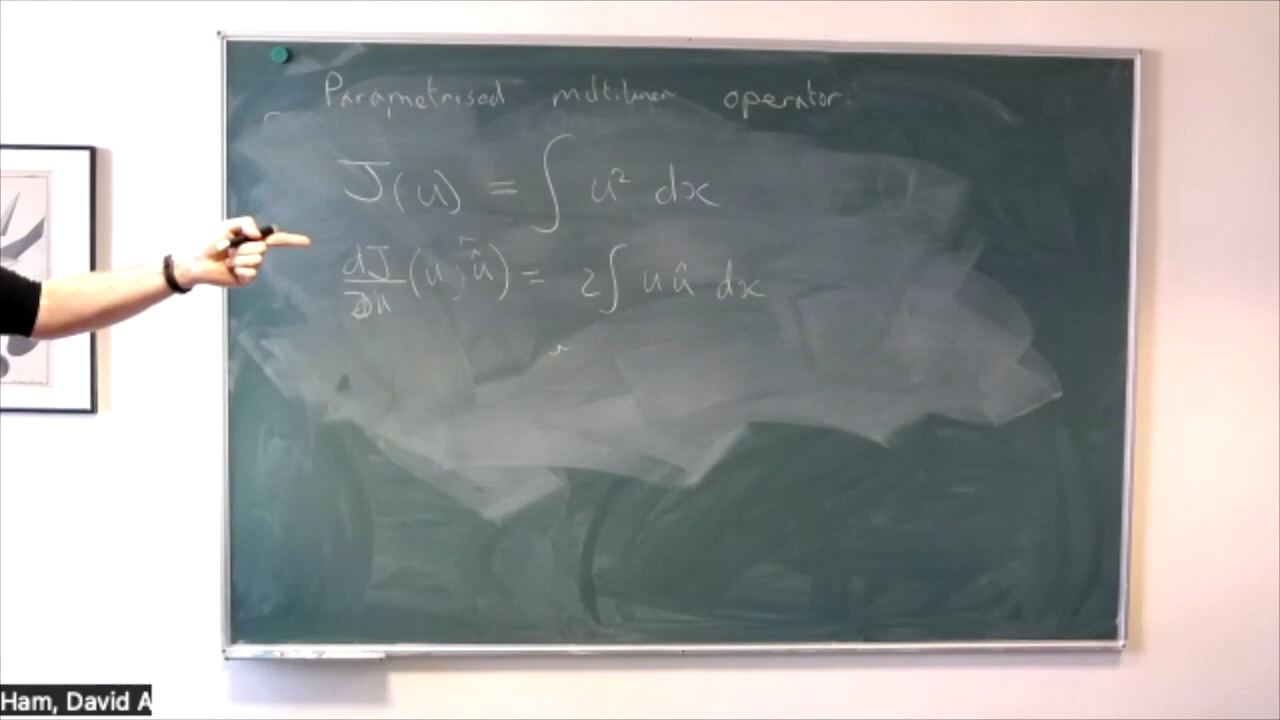 Parametrised multilinear operator.
J(u) = ∫ u² dx
dJ/du (u; û) = 2∫ u û dx
Ham, David A